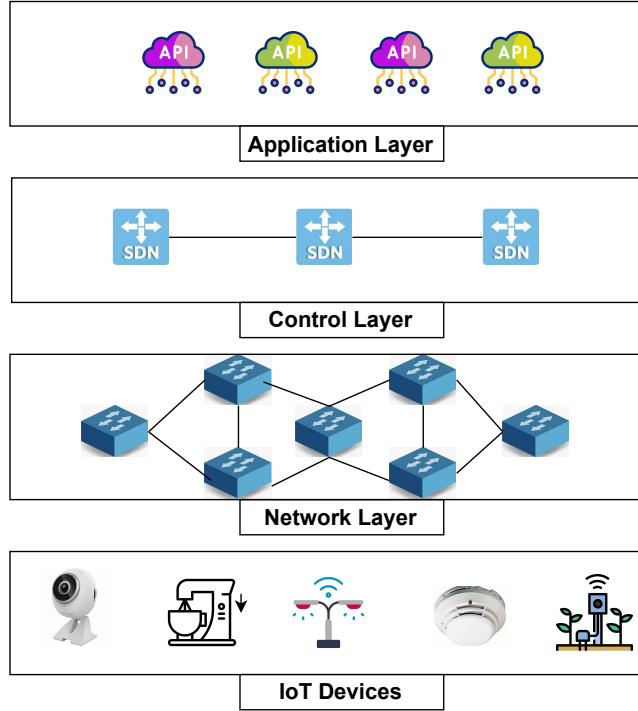 API
API
API
API
Application Layer
SDN
SDN
SDN
Control Layer
Network Layer
IoT Devices